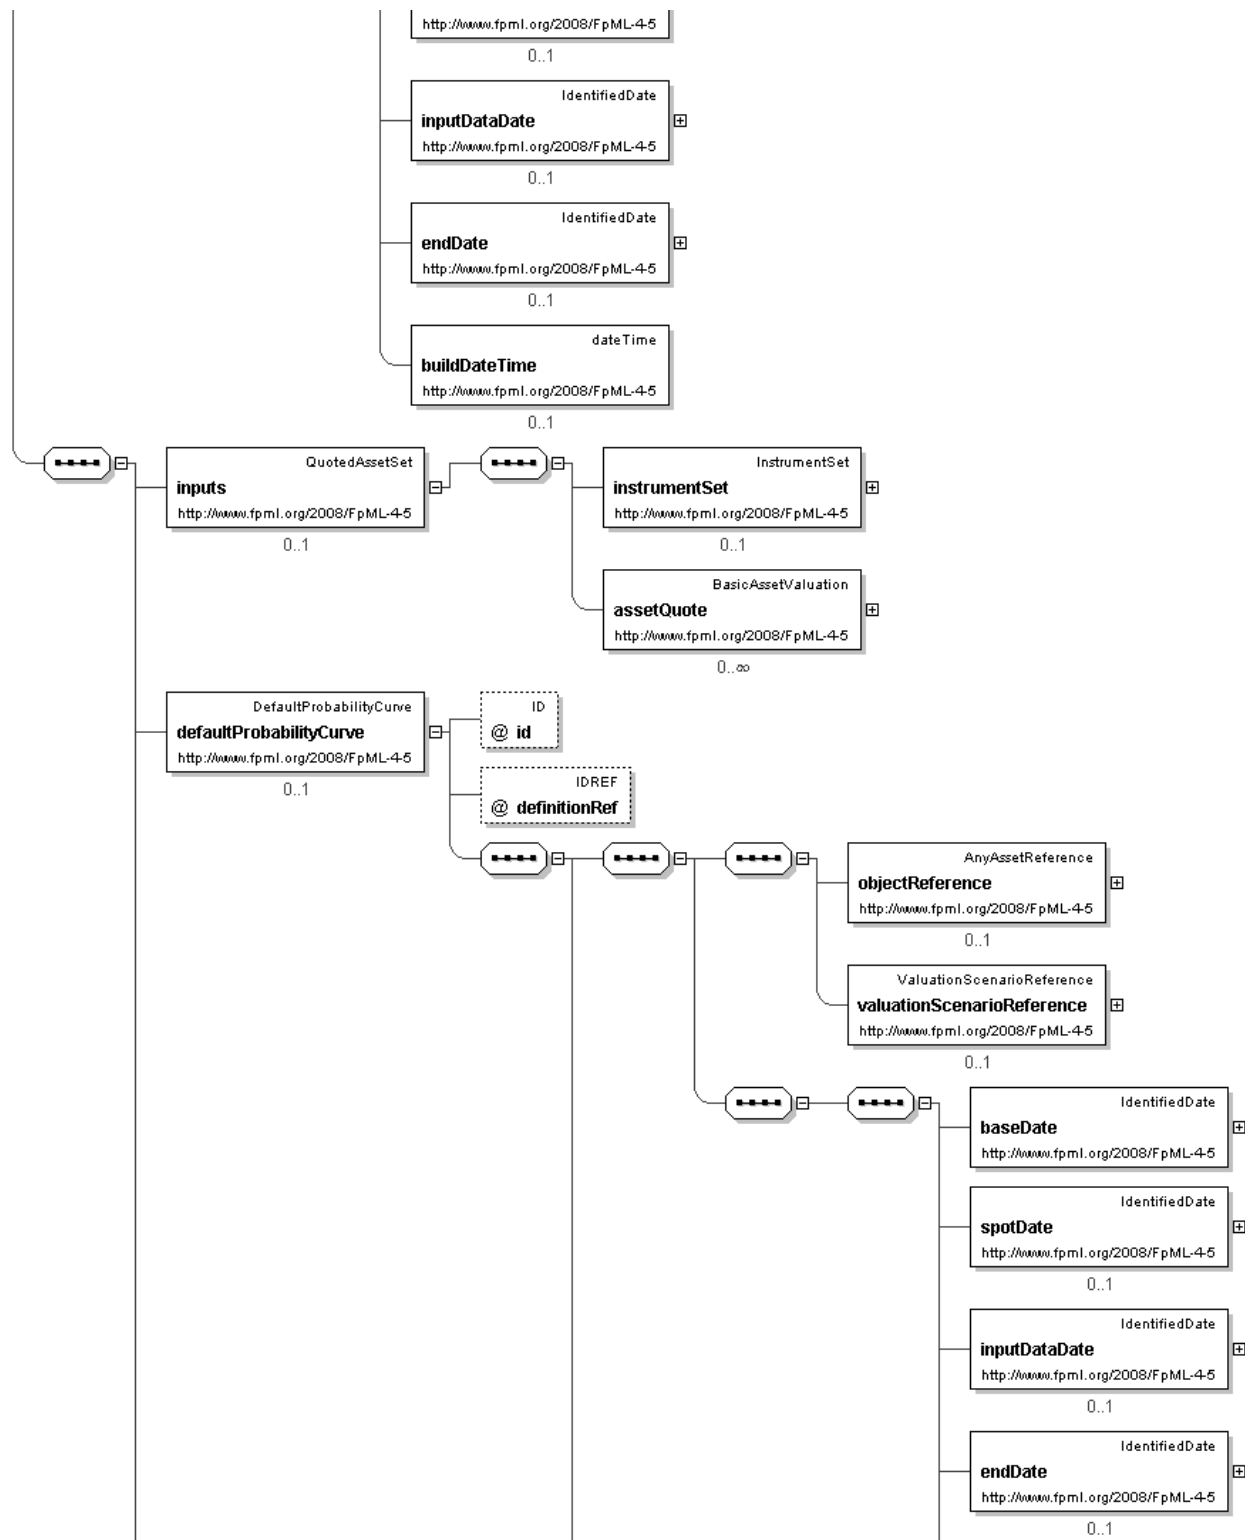 http://www.fpml.org/2008/FpML-4-5
0..1
IdentifiedDate
inputDataDate
http://www.fpml.org/2008/FpML-4-5
0..1
IdentifiedDate
endDate
http://www.fpml.org/2008/FpML-4-5
0..1
dateTime
buildDateTime
http://www.fpml.org/2008/FpML-4-5
0..1
QuotedAssetSet
inputs
http://www.fpml.org/2008/FpML-4-5
0..1
InstrumentSet
instrumentSet
http://www.fpml.org/2008/FpML-4-5
0..1
BasicAssetValuation
assetQuote
http://www.fpml.org/2008/FpML-4-5
0..∞
DefaultProbabilityCurve
defaultProbabilityCurve
http://www.fpml.org/2008/FpML-4-5
0..1
ID
@ id
IDREF
@ definitionRef
AnyAssetReference
objectReference
http://www.fpml.org/2008/FpML-4-5
0..1
ValuationScenarioReference
valuationScenarioReference
http://www.fpml.org/2008/FpML-4-5
0..1
IdentifiedDate
baseDate
http://www.fpml.org/2008/FpML-4-5
IdentifiedDate
spotDate
http://www.fpml.org/2008/FpML-4-5
0..1
IdentifiedDate
inputDataDate
http://www.fpml.org/2008/FpML-4-5
0..1
IdentifiedDate
endDate
http://www.fpml.org/2008/FpML-4-5
0..1